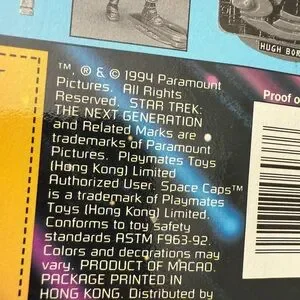 HUGH BOR
™, ® & © 1994 Paramount
Pictures. All Rights
Reserved. STAR TREK:
THE NEXT GENERATION
and Related Marks are
trademarks of Paramount
Pictures. Playmates Toys
(Hong Kong) Limited
Authorized User. Space Caps™
is a trademark of Playmates
Toys (Hong Kong) Limited.
Conforms to toy safety
standards ASTM F963-92.
Colors and decorations may
vary. PRODUCT OF MACAO.
PACKAGE PRINTED IN
HONG KONG. Distributed by
Proof o